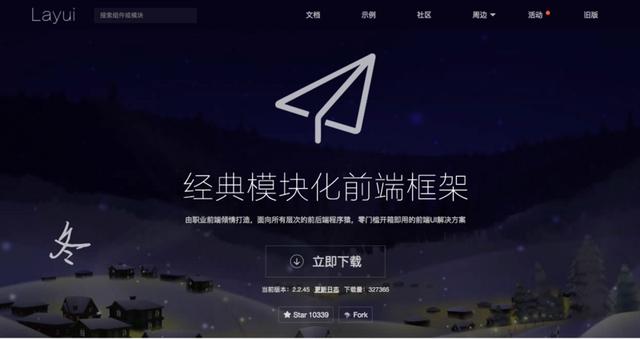 Layui
搜索组件或模块
文档 示例 社区 周边 活动 旧版
经典模块化前端框架
由职业前端倾情打造，面向所有层次的前后端程序猿，零门槛开箱即用的前端UI解决方案
冬
立即下载
当前版本：2.2.45 更新日志 下载量：327365
Star 10339 Fork